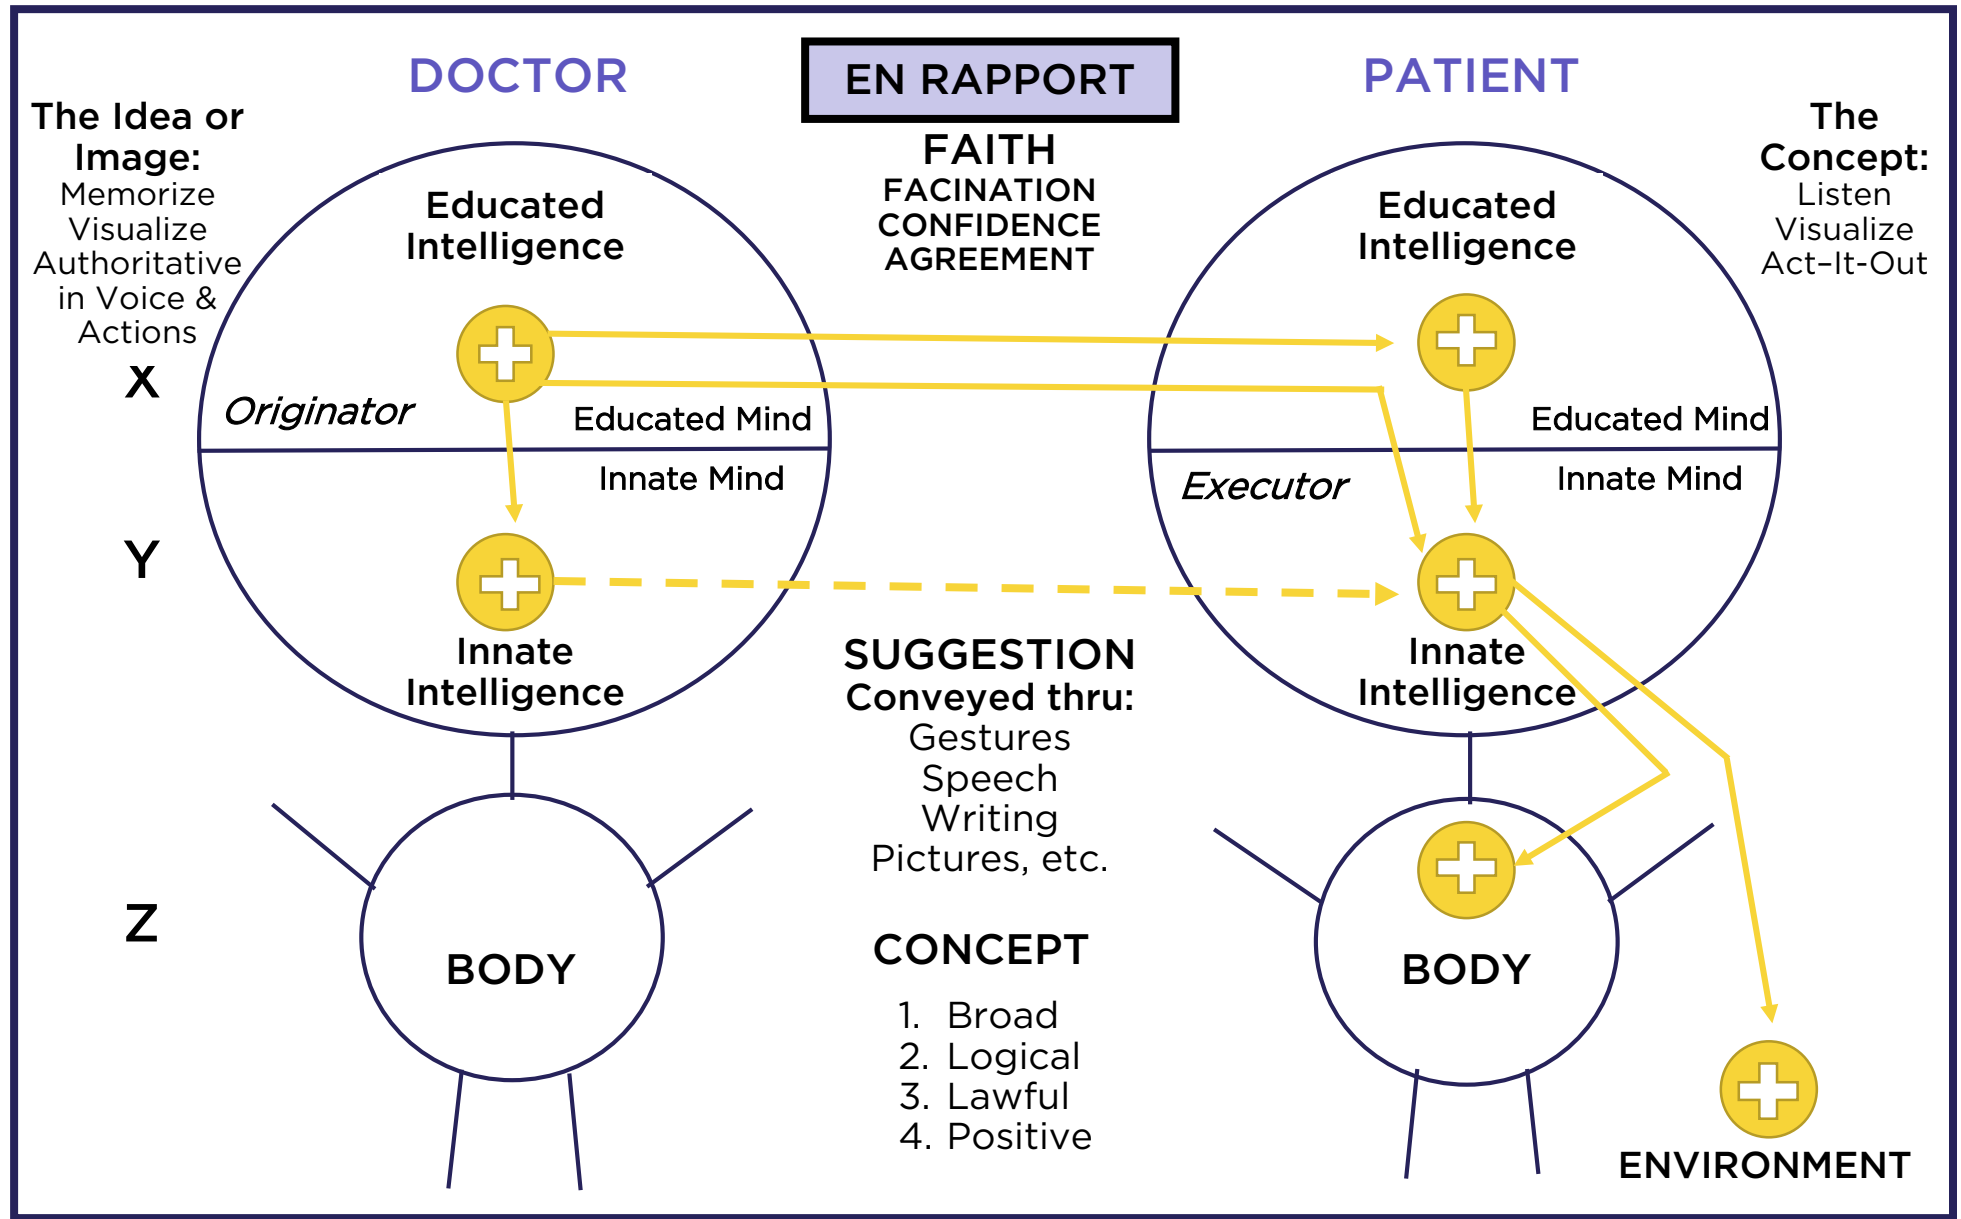 DOCTOR
EN RAPPORT
PATIENT
The Idea or
Image:
Memorize
Visualize
Authoritative
in Voice &
Actions
FAITH
FACINATION
CONFIDENCE
AGREEMENT
The
Concept:
Listen
Visualize
Act–It-Out
Educated
Intelligence
Educated
Intelligence
X
Originator
Educated Mind
Educated Mind
Innate Mind
Executor
Innate Mind
Y
Innate
Intelligence
Innate
Intelligence
SUGGESTION
Conveyed thru:
Gestures
Speech
Writing
Pictures, etc.
Z
BODY
CONCEPT
1. Broad
2. Logical
3. Lawful
4. Positive
BODY
ENVIRONMENT